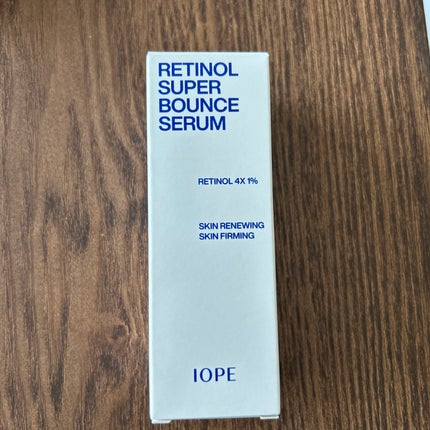 RETINOL
SUPER
BOUNCE
SERUM
RETINOL 4X 1%
SKIN RENEWING
SKIN FIRMING
IOPE